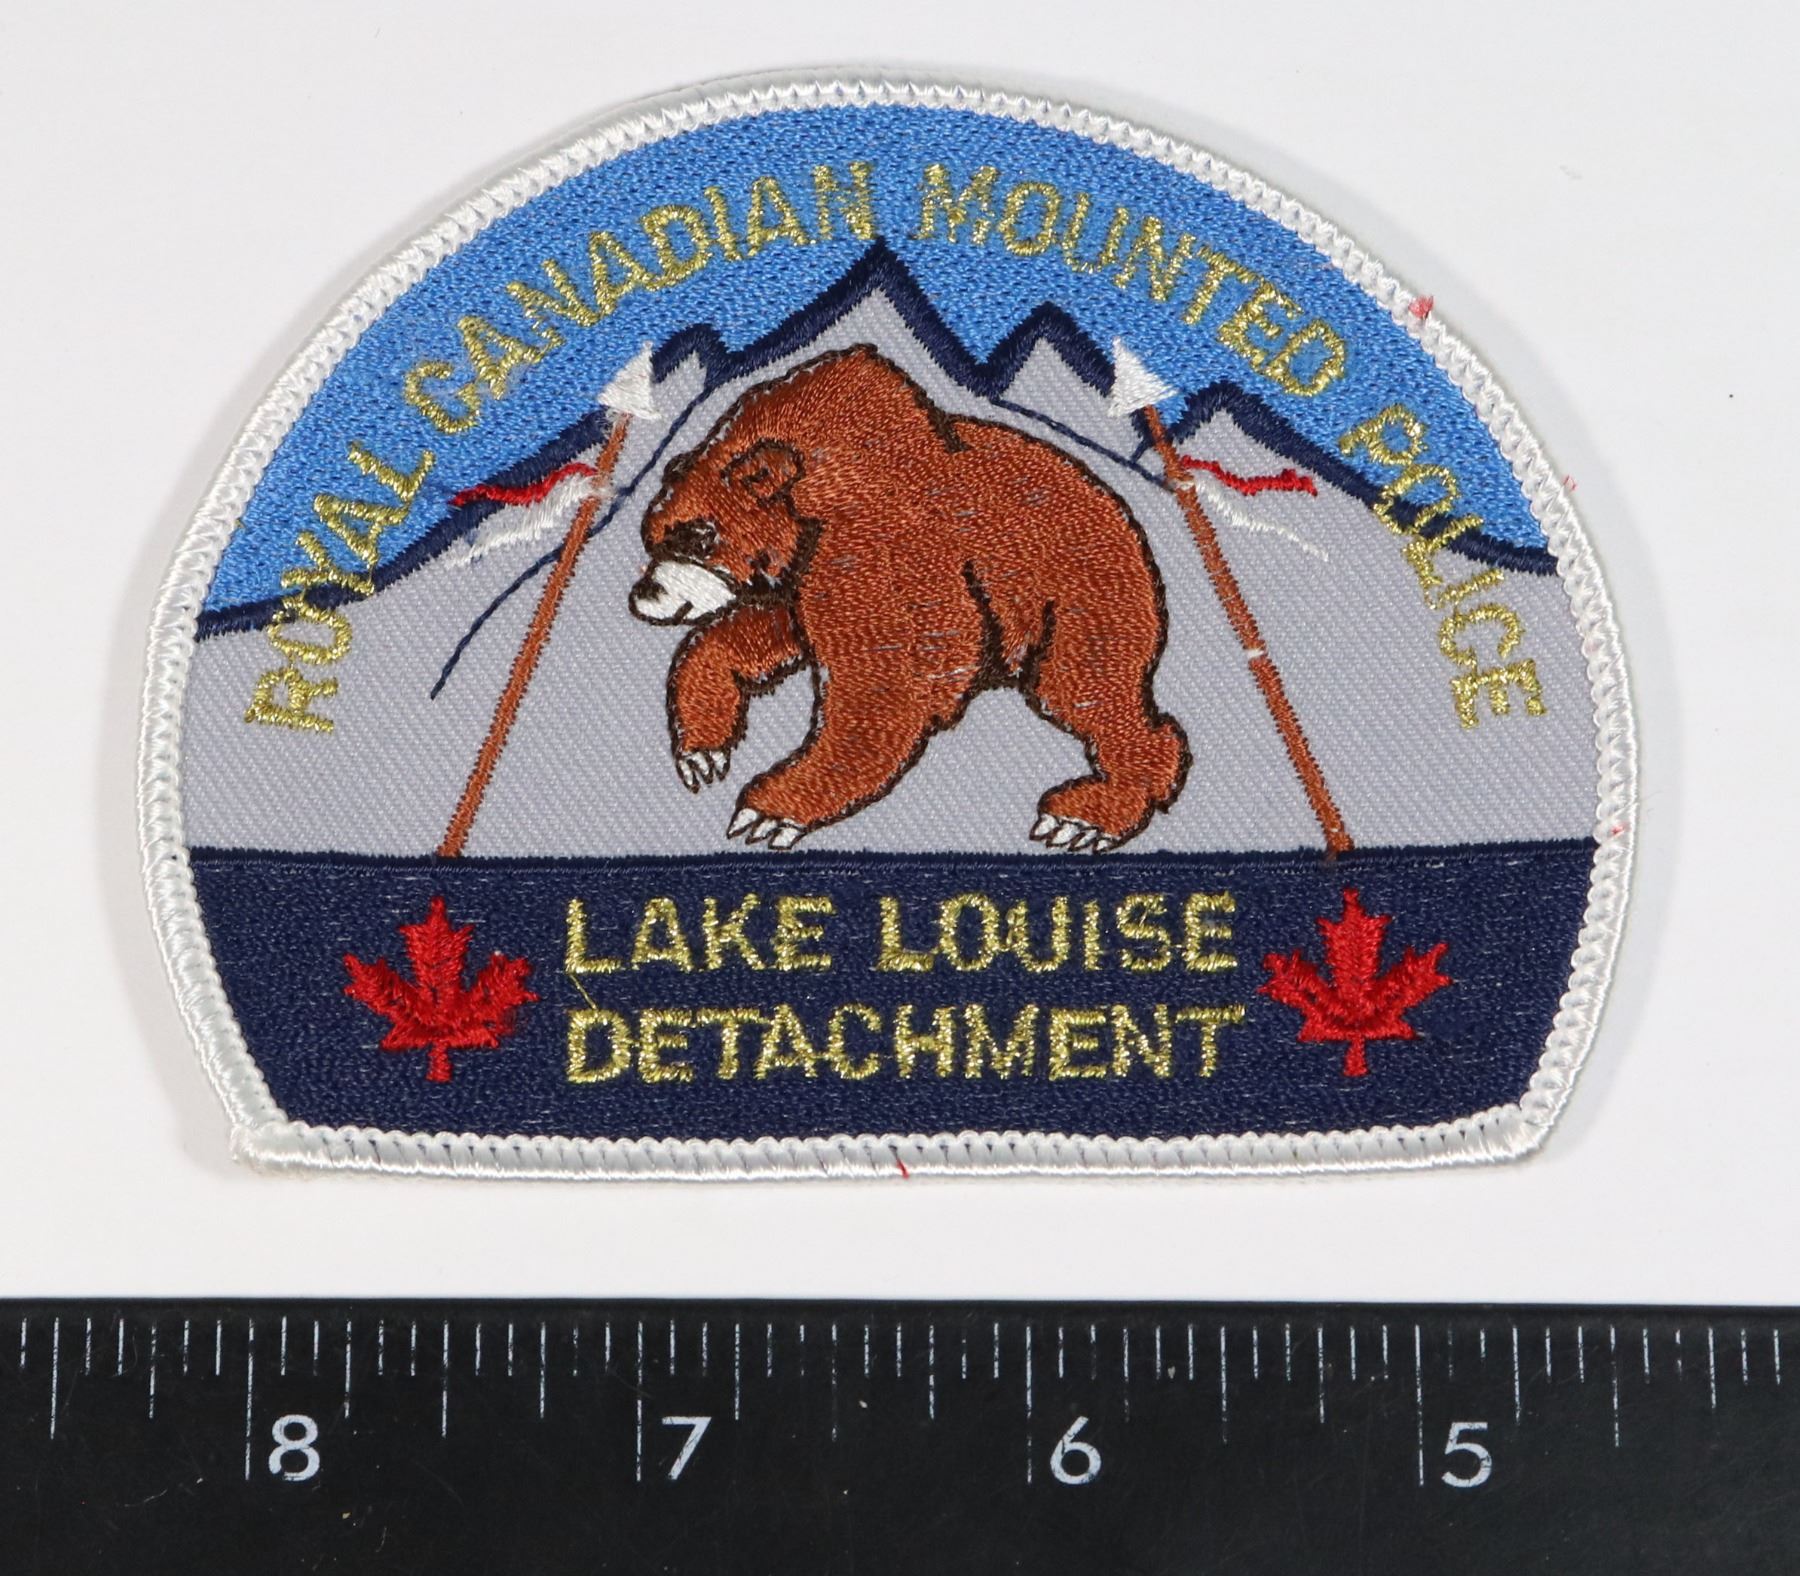 ROYAL CANADIAN MOUNTED POLICE
LAKE LOUISE
DETACHMENT
8 7 6 5